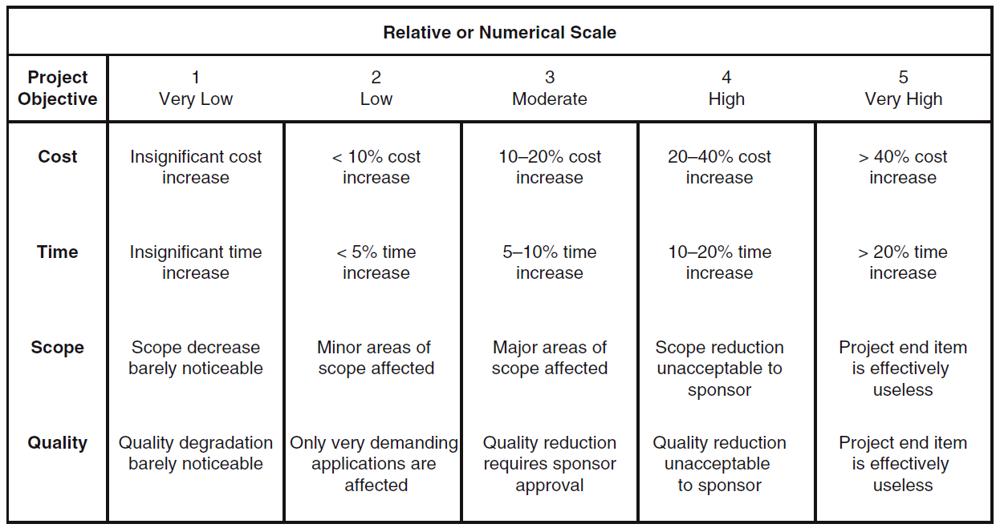 Relative or Numerical Scale
Project
Objective
1
Very Low
2
Low
3
Moderate
4
High
5
Very High
Cost
Insignificant cost
increase
< 10% cost
increase
10–20% cost
increase
20–40% cost
increase
> 40% cost
increase
Time
Insignificant time
increase
< 5% time
increase
5–10% time
increase
10–20% time
increase
> 20% time
increase
Scope
Scope decrease
barely noticeable
Minor areas of
scope affected
Major areas of
scope affected
Scope reduction
unacceptable to
sponsor
Project end item
is effectively
useless
Quality
Quality degradation
barely noticeable
Only very demanding
applications are
affected
Quality reduction
requires sponsor
approval
Quality reduction
unacceptable
to sponsor
Project end item
is effectively
useless